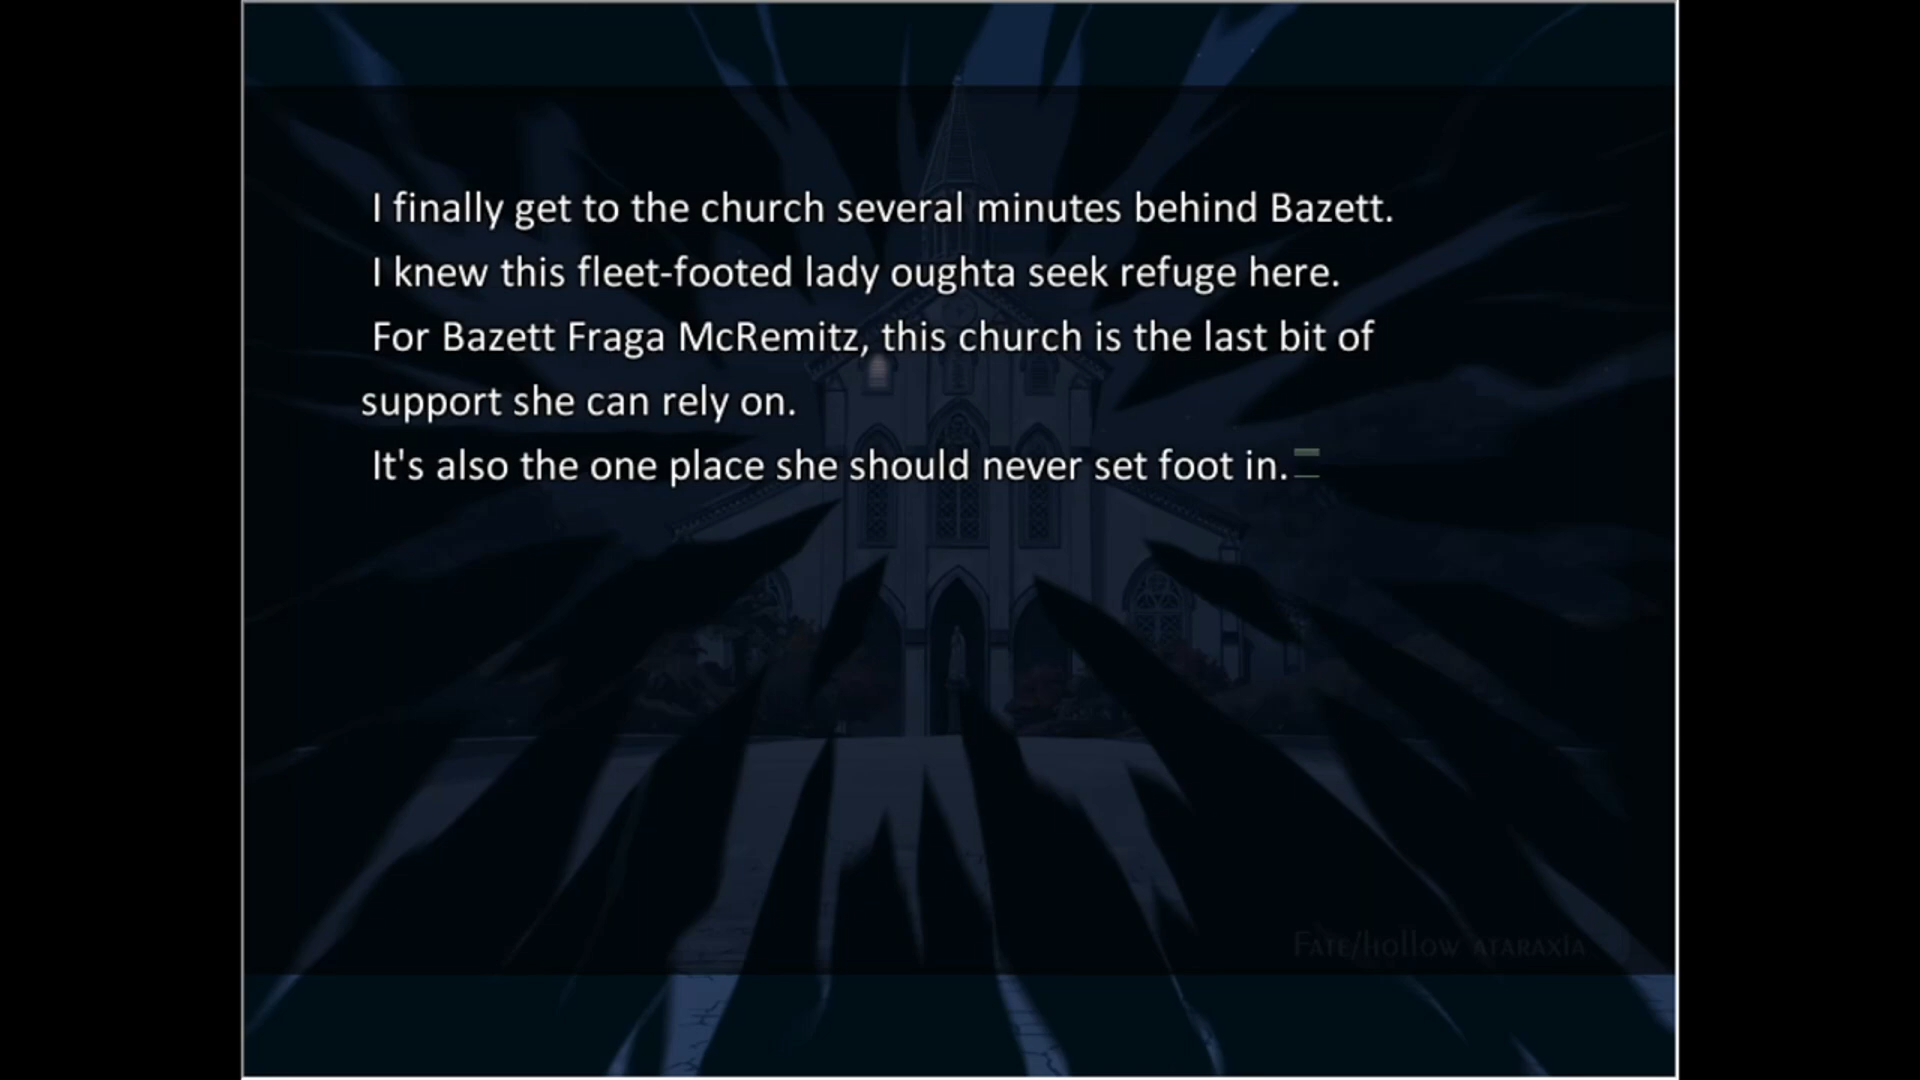 I finally get to the church several minutes behind Bazett.
I knew this fleet-footed lady oughta seek refuge here.
For Bazett Fraga McRemitz, this church is the last bit of
support she can rely on.
It's also the one place she should never set foot in.
Fate/hollow ataraxia